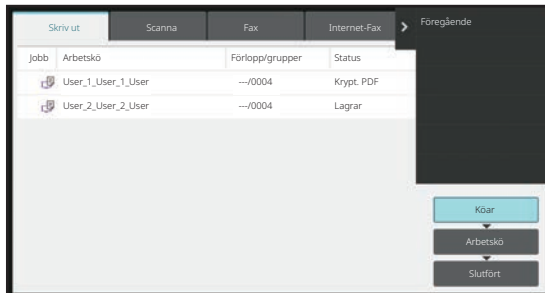 Skriv ut Scanna Fax Internet-Fax Föregående
Jobb Arbetskö Förlopp/grupper Status
User_1_User_1_User ---/0004 Krypt. PDF
User_2_User_2_User ---/0004 Lagrar
Köar
Arbetskö
Slutfört